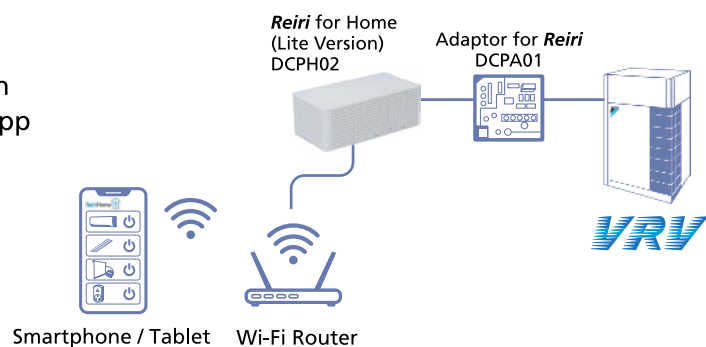 Reiri for Home
(Lite Version)
DCPH02
Adaptor for Reiri
DCPA01
pp
VRV
Smartphone / Tablet
Wi-Fi Router